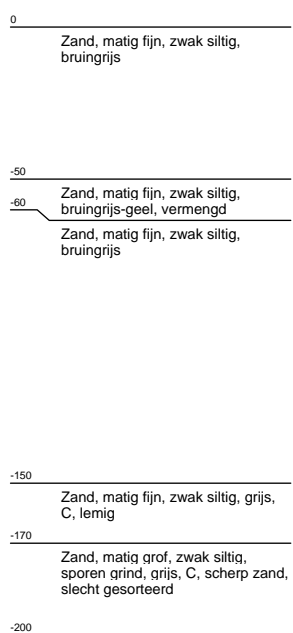 0
Zand, matig fijn, zwak siltig,
bruingrijs
-50
Zand, matig fijn, zwak siltig,
bruingrijs-geel, vermengd
-60
Zand, matig fijn, zwak siltig,
bruingrijs
-150
Zand, matig fijn, zwak siltig, grijs,
C, lemig
-170
Zand, matig grof, zwak siltig,
sporen grind, grijs, C, scherp zand,
slecht gesorteerd
-200